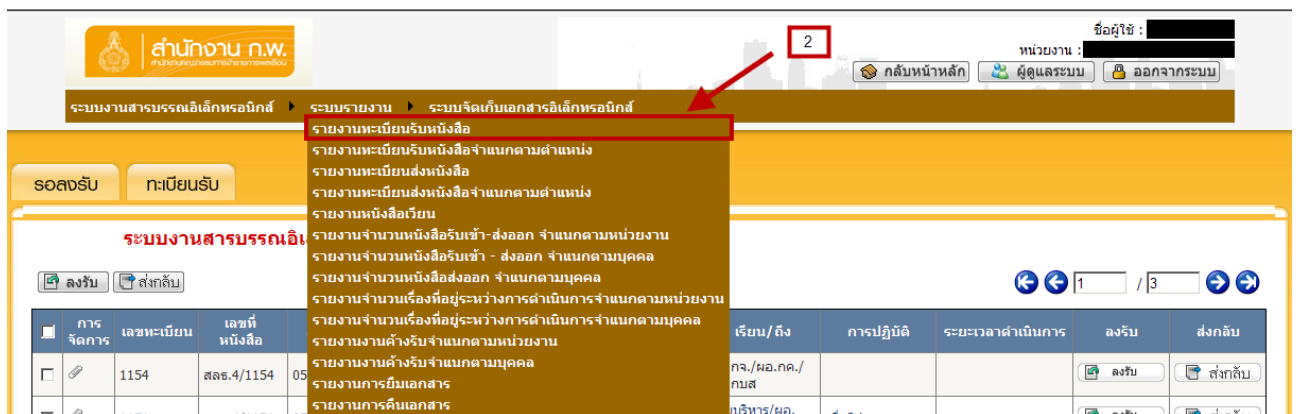 ชื่อผู้ใช้ :
2
สำนักงาน ก.พ.
หน่วยงาน :
กลับหน้าหลัก ผู้ดูแลระบบ ออกจากระบบ
ระบบงานสารบรรณอิเล็กทรอนิกส์ ระบบรายงาน ระบบจัดเก็บเอกสารอิเล็กทรอนิกส์
รายงานทะเบียนรับหนังสือ
รายงานทะเบียนรับหนังสือจำแนกตามตำแหน่ง
รายงานทะเบียนส่งหนังสือ
รายงานทะเบียนส่งหนังสือจำแนกตามตำแหน่ง
รายงานหนังสือเวียน
รายงานจำนวนหนังสือรับเข้า-ส่งออก จำแนกตามหน่วยงาน
รายงานจำนวนหนังสือรับเข้า - ส่งออก จำแนกตามบุคคล
รายงานจำนวนหนังสือส่งออก จำแนกตามบุคคล
รายงานจำนวนเรื่องที่อยู่ระหว่างการดำเนินการจำแนกตามหน่วยงาน
รายงานจำนวนเรื่องที่อยู่ระหว่างการดำเนินการจำแนกตามบุคคล
รายงานงานค้างรับจำแนกตามหน่วยงาน
รายงานงานค้างรับจำแนกตามบุคคล
รายงานการยืมเอกสาร
รายงานการคืนเอกสาร
รอลงรับ ทะเบียนรับ
ระบบงานสารบรรณอิเ
ลงรับ ส่งกลับ 1 / 3
การจัดการ เลขทะเบียน เลขที่หนังสือ เรียน/ถึง การปฏิบัติ ระยะเวลาดำเนินการ ลงรับ ส่งกลับ
1154 สลธ.4/1154 05 กจ./ผอ.กค./ ลงรับ ส่งกลับ
กบส